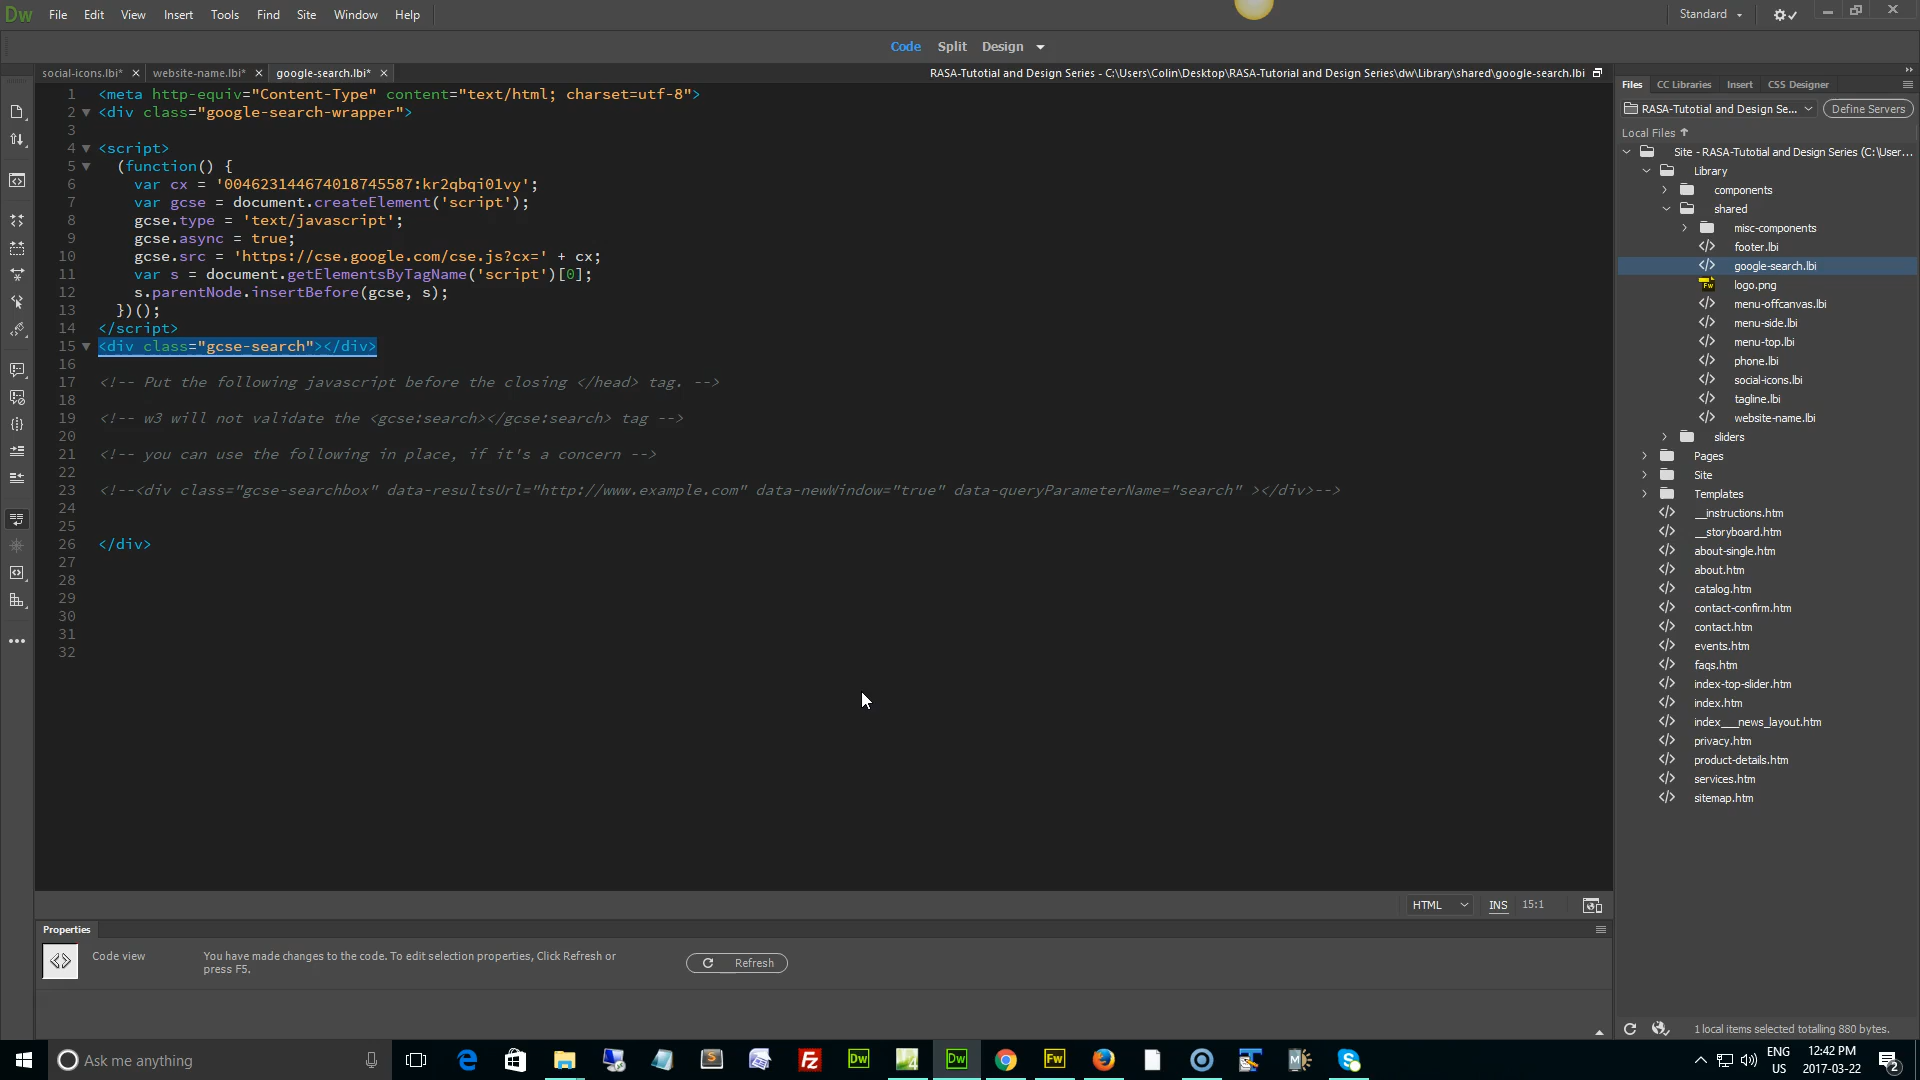 Dw File Edit View Insert Tools Find Site Window Help
Standard
Code Split Design
social-icons.lbi* website-name.lbi* google-search.lbi*
RASA-Tutotial and Design Series - C:\Users\Colin\Desktop\RASA-Tutorial and Design Series\dw\Library\shared\google-search.lbi
1 <meta http-equiv="Content-Type" content="text/html; charset=utf-8">
2 <div class="google-search-wrapper">
3
4 <script>
5 (function() {
6 var cx = '004623144674018745587:kr2qbqi01vy';
7 var gcse = document.createElement('script');
8 gcse.type = 'text/javascript';
9 gcse.async = true;
10 gcse.src = 'https://cse.google.com/cse.js?cx=' + cx;
11 var s = document.getElementsByTagName('script')[0];
12 s.parentNode.insertBefore(gcse, s);
13 })();
14 </script>
15 <div class="gcse-search"></div>
16
17 <!-- Put the following javascript before the closing </head> tag. -->
18
19 <!-- w3 will not validate the <gcse:search></gcse:search> tag -->
20
21 <!-- you can use the following in place, if it's a concern -->
22
23 <!--<div class="gcse-searchbox" data-resultsUrl="http://www.example.com" data-newWindow="true" data-queryParameterName="search" ></div>-->
24
25
26 </div>
27
28
29
30
31
32
HTML INS 15:1
Properties
Code view
You have made changes to the code. To edit selection properties, Click Refresh or
press F5.
Refresh
Files CC Libraries Insert CSS Designer
RASA-Tutotial and Design Se... Define Servers
Local Files
Site - RASA-Tutotial and Design Series (C:\User...
Library
components
shared
misc-components
footer.lbi
google-search.lbi
Fw logo.png
menu-offcanvas.lbi
menu-side.lbi
menu-top.lbi
phone.lbi
social-icons.lbi
tagline.lbi
website-name.lbi
sliders
Pages
Site
Templates
__instructions.htm
__storyboard.htm
about-single.htm
about.htm
catalog.htm
contact-confirm.htm
contact.htm
events.htm
faqs.htm
index-top-slider.htm
index.htm
index___news_layout.htm
privacy.htm
product-details.htm
services.htm
sitemap.htm
1 local items selected totalling 880 bytes.
Ask me anything
Dw Dw Fw
ENG
US
12:42 PM
2017-03-22
2